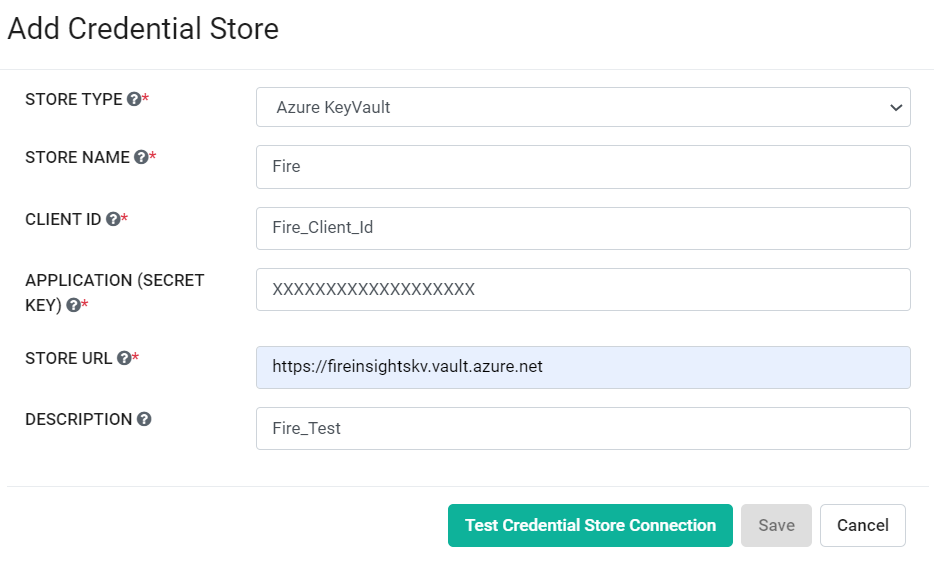 Add Credential Store
STORE TYPE ?*
Azure KeyVault
STORE NAME ?*
Fire
CLIENT ID ?*
Fire_Client_Id
APPLICATION (SECRET
KEY) ?*
XXXXXXXXXXXXXXXXXXX
STORE URL ?*
https://fireinsightskv.vault.azure.net
DESCRIPTION ?
Fire_Test
Test Credential Store Connection Save Cancel